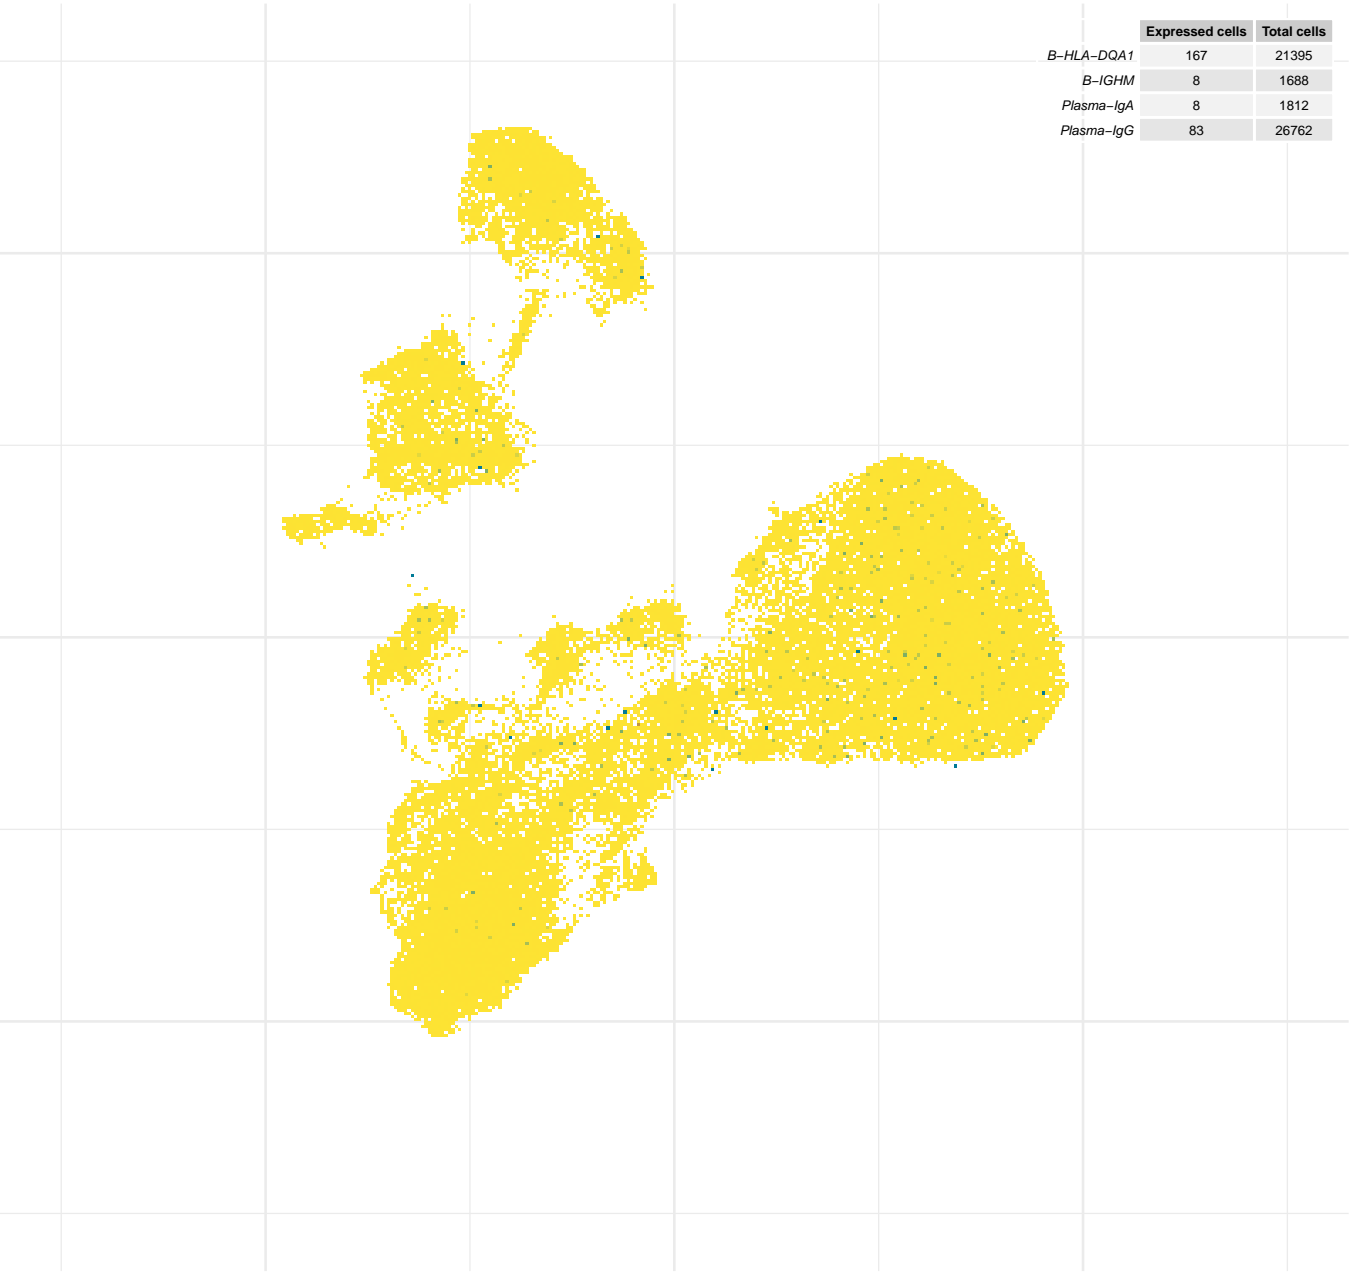 Expressed cells Total cells
B−HLA−DQA1 167 21395
B−IGHM 8 1688
Plasma−IgA 8 1812
Plasma−IgG 83 26762